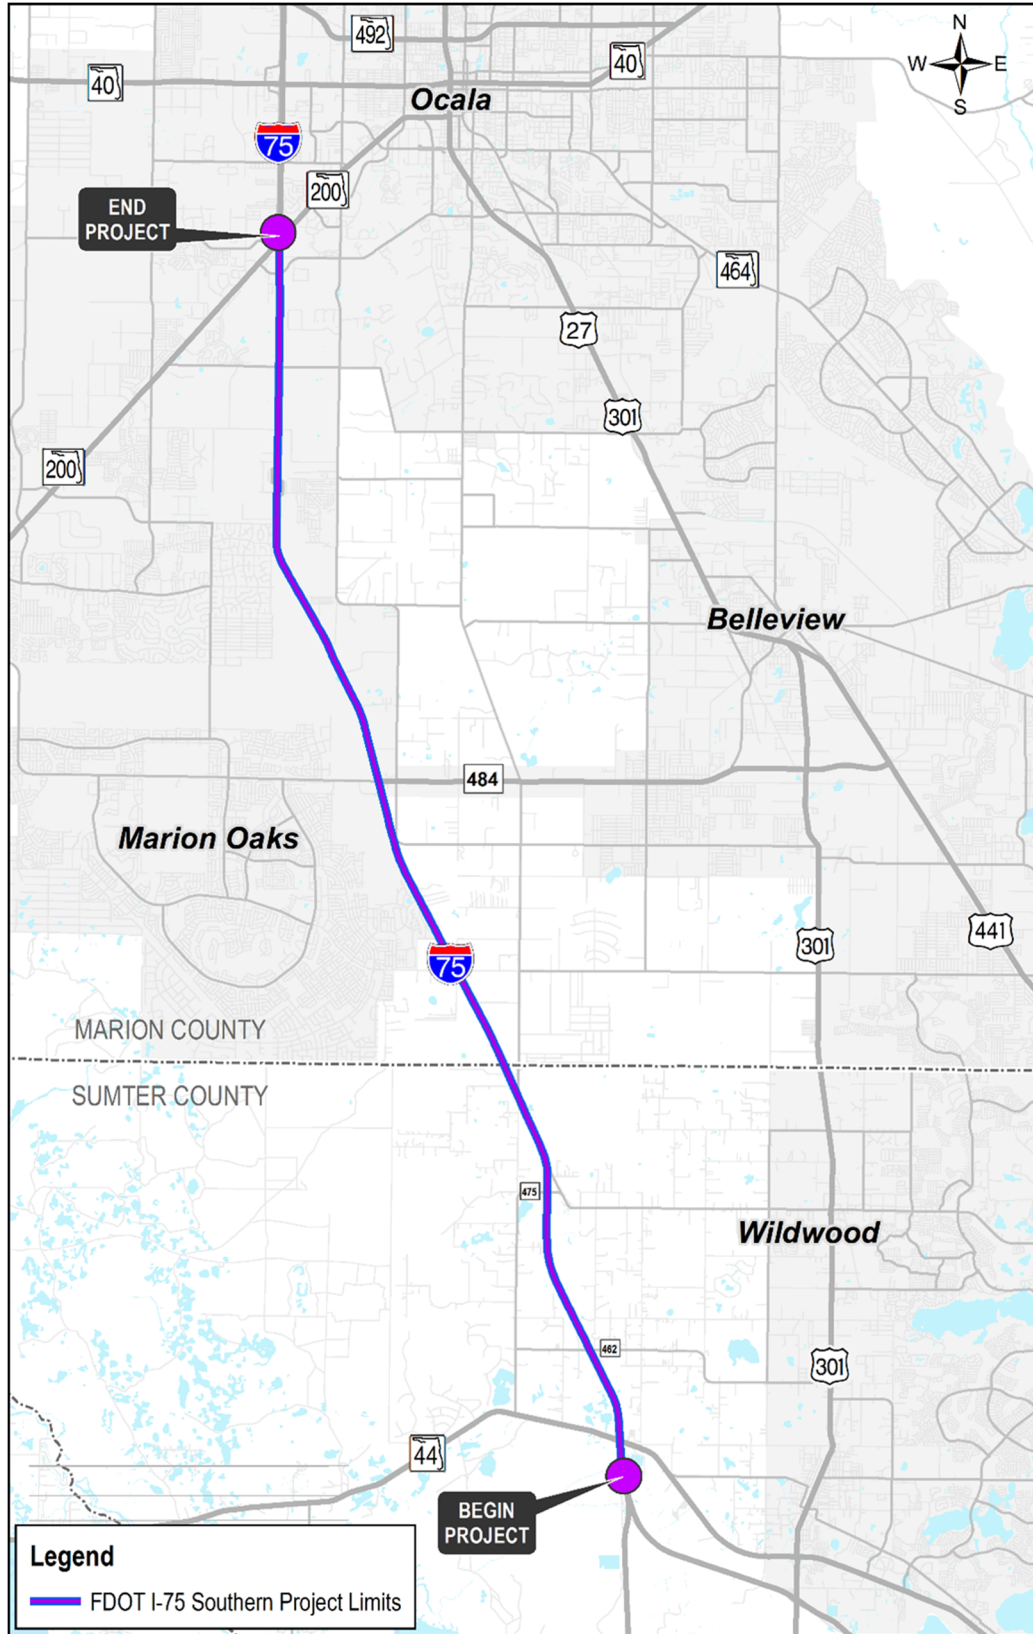 492
N
40
40
W
E
Ocala
S
75
200
END
PROJECT
464
27
301
200
Belleview
484
Marion Oaks
441
301
75
MARION COUNTY
SUMTER COUNTY
475
Wildwood
462
301
44
BEGIN
PROJECT
Legend
FDOT I-75 Southern Project Limits